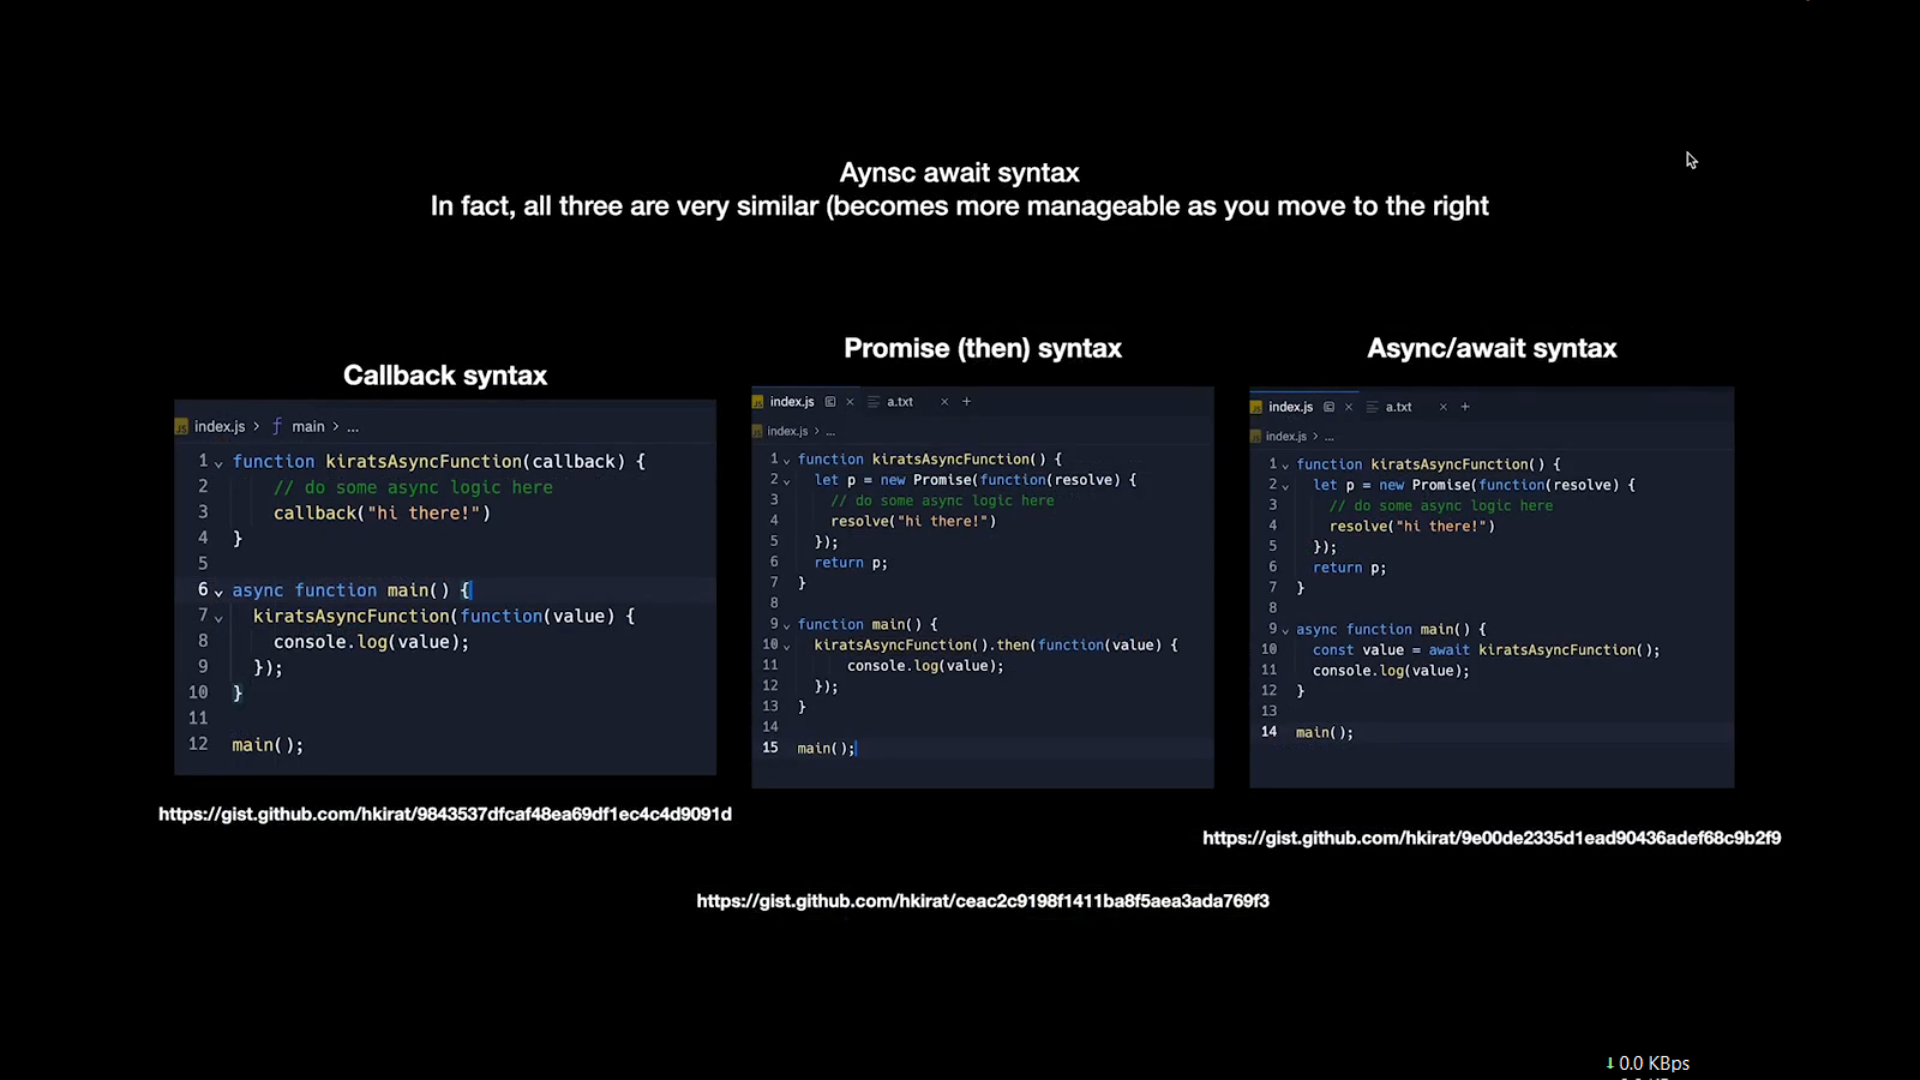 Aynsc await syntax
In fact, all three are very similar (becomes more manageable as you move to the right
Callback syntax
index.js > main > ...
1 function kiratsAsyncFunction(callback) {
2 // do some async logic here
3 callback("hi there!")
4 }
5
6 async function main() {
7 kiratsAsyncFunction(function(value) {
8 console.log(value);
9 });
10 }
11
12 main();
https://gist.github.com/hkirat/9843537dfcaf48ea69df1ec4c4d9091d
Promise (then) syntax
index.js a.txt
index.js > ...
1 function kiratsAsyncFunction() {
2 let p = new Promise(function(resolve) {
3 // do some async logic here
4 resolve("hi there!")
5 });
6 return p;
7 }
8
9 function main() {
10 kiratsAsyncFunction().then(function(value) {
11 console.log(value);
12 });
13 }
14
15 main();
https://gist.github.com/hkirat/ceac2c9198f1411ba8f5aea3ada769f3
Async/await syntax
index.js a.txt
index.js > ...
1 function kiratsAsyncFunction() {
2 let p = new Promise(function(resolve) {
3 // do some async logic here
4 resolve("hi there!")
5 });
6 return p;
7 }
8
9 async function main() {
10 const value = await kiratsAsyncFunction();
11 console.log(value);
12 }
13
14 main();
https://gist.github.com/hkirat/9e00de2335d1ead90436adef68c9b2f9
0.0 KBps